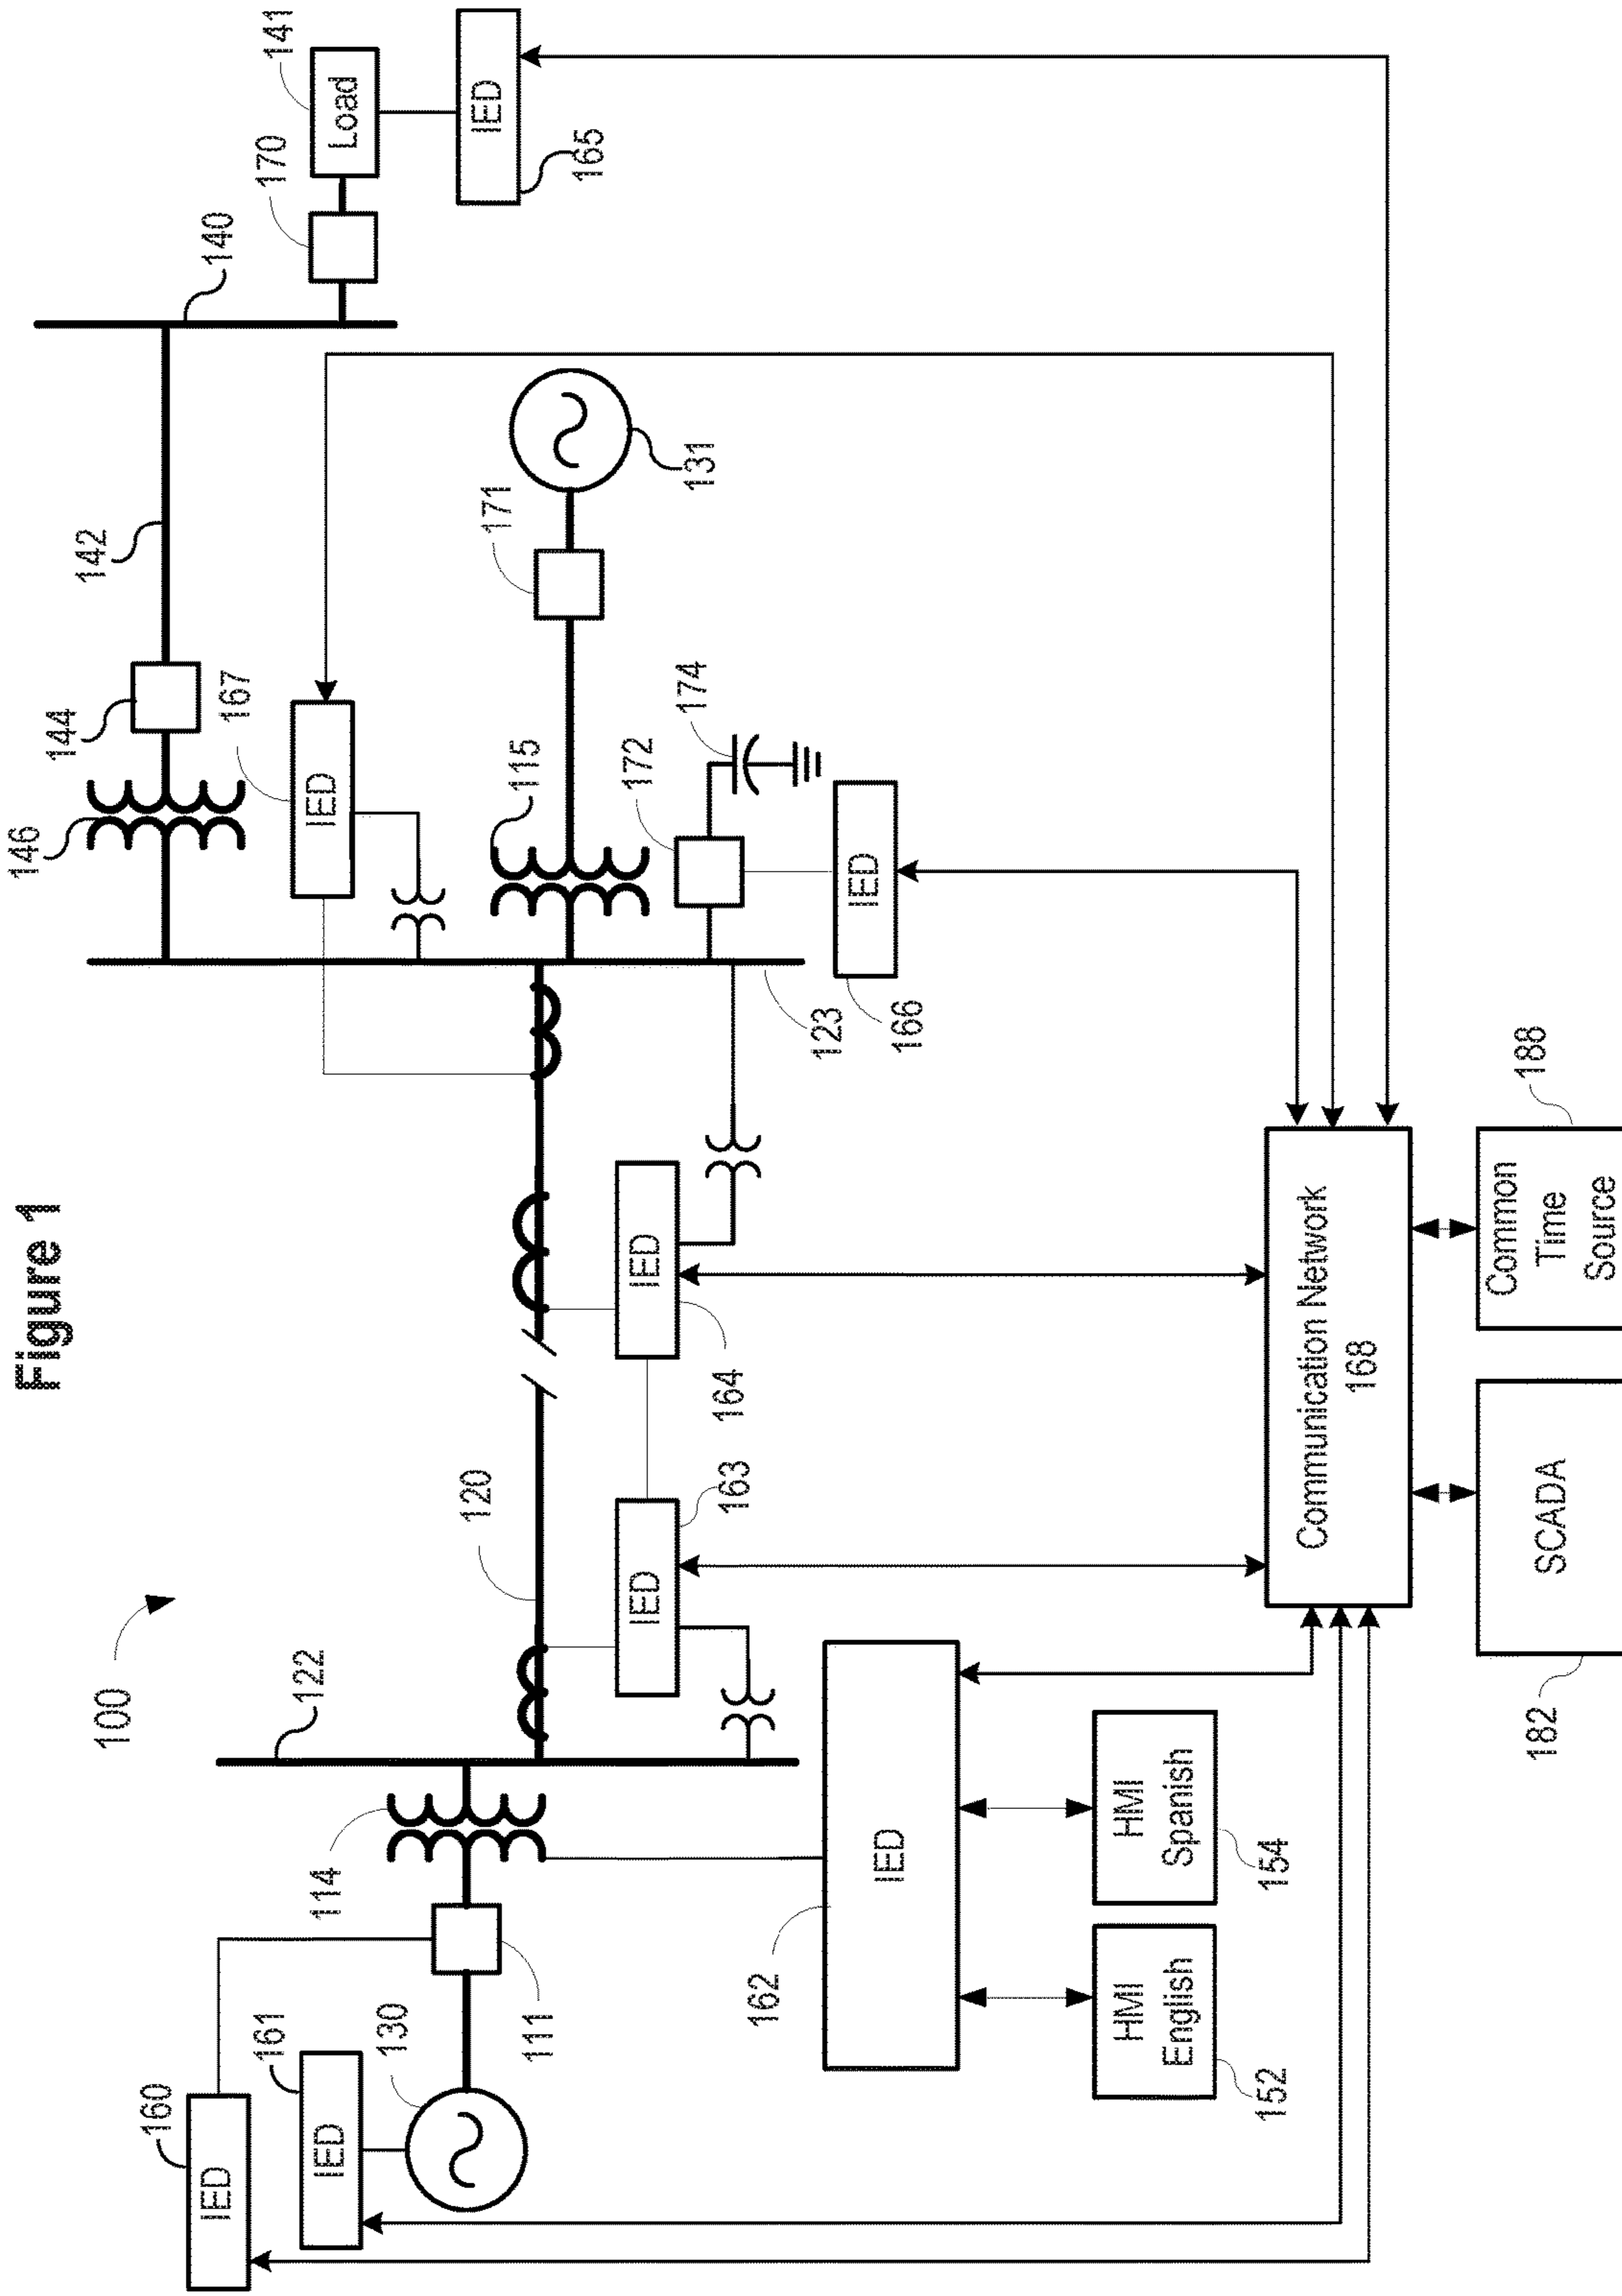 Figure 1
100
160
IED
161
IED
130
111
114
122
120
162
IED
HMI
English
152
HMI
Spanish
154
IED
163
IED
164
146
144
142
140
170
141
Load
IED
165
167
IED
115
171
131
172
174
123
IED
166
Communication Network
168
SCADA
182
Common
Time
Source
188